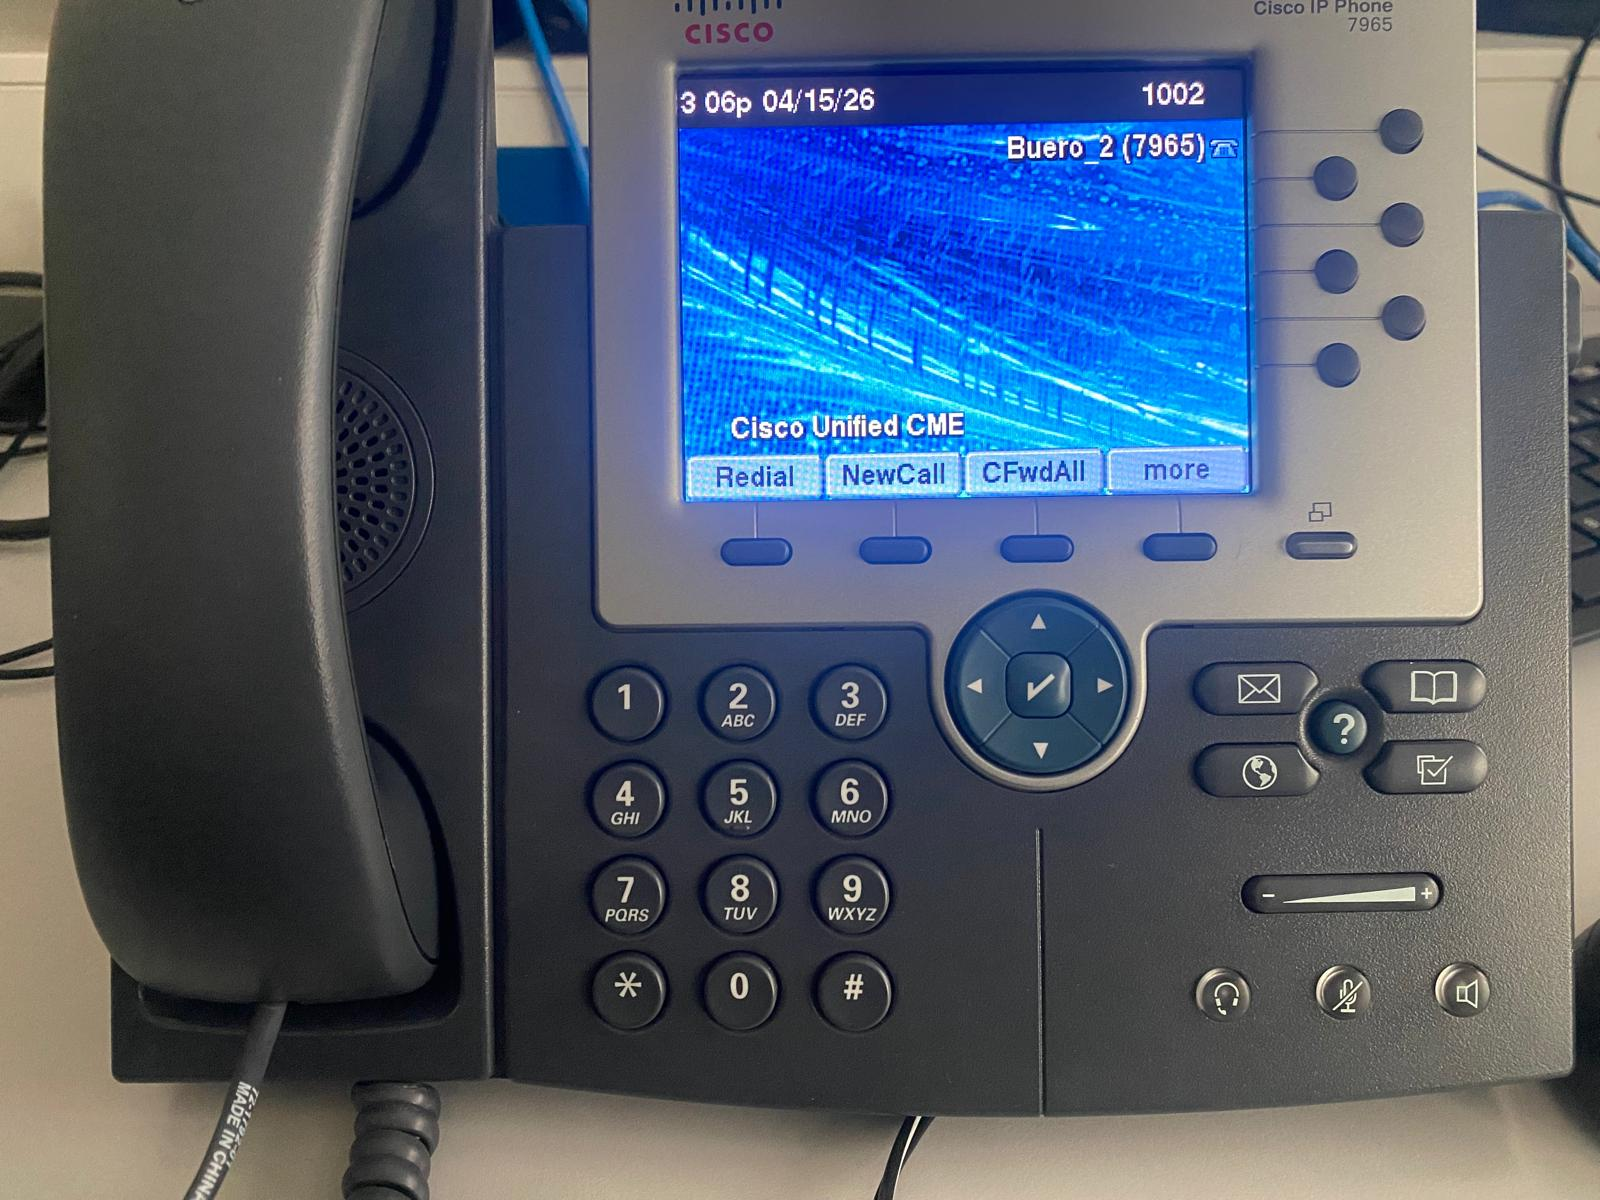 CISCO
Cisco IP Phone
7965
3 06p 04/15/26
1002
Buero_2 (7965)
Cisco Unified CME
Redial
NewCall
CFwdAll
more
1
2
ABC
3
DEF
?
4
GHI
5
JKL
6
MNO
7
PQRS
8
TUV
9
WXYZ
- +
*
0
#
MADE IN CHINA